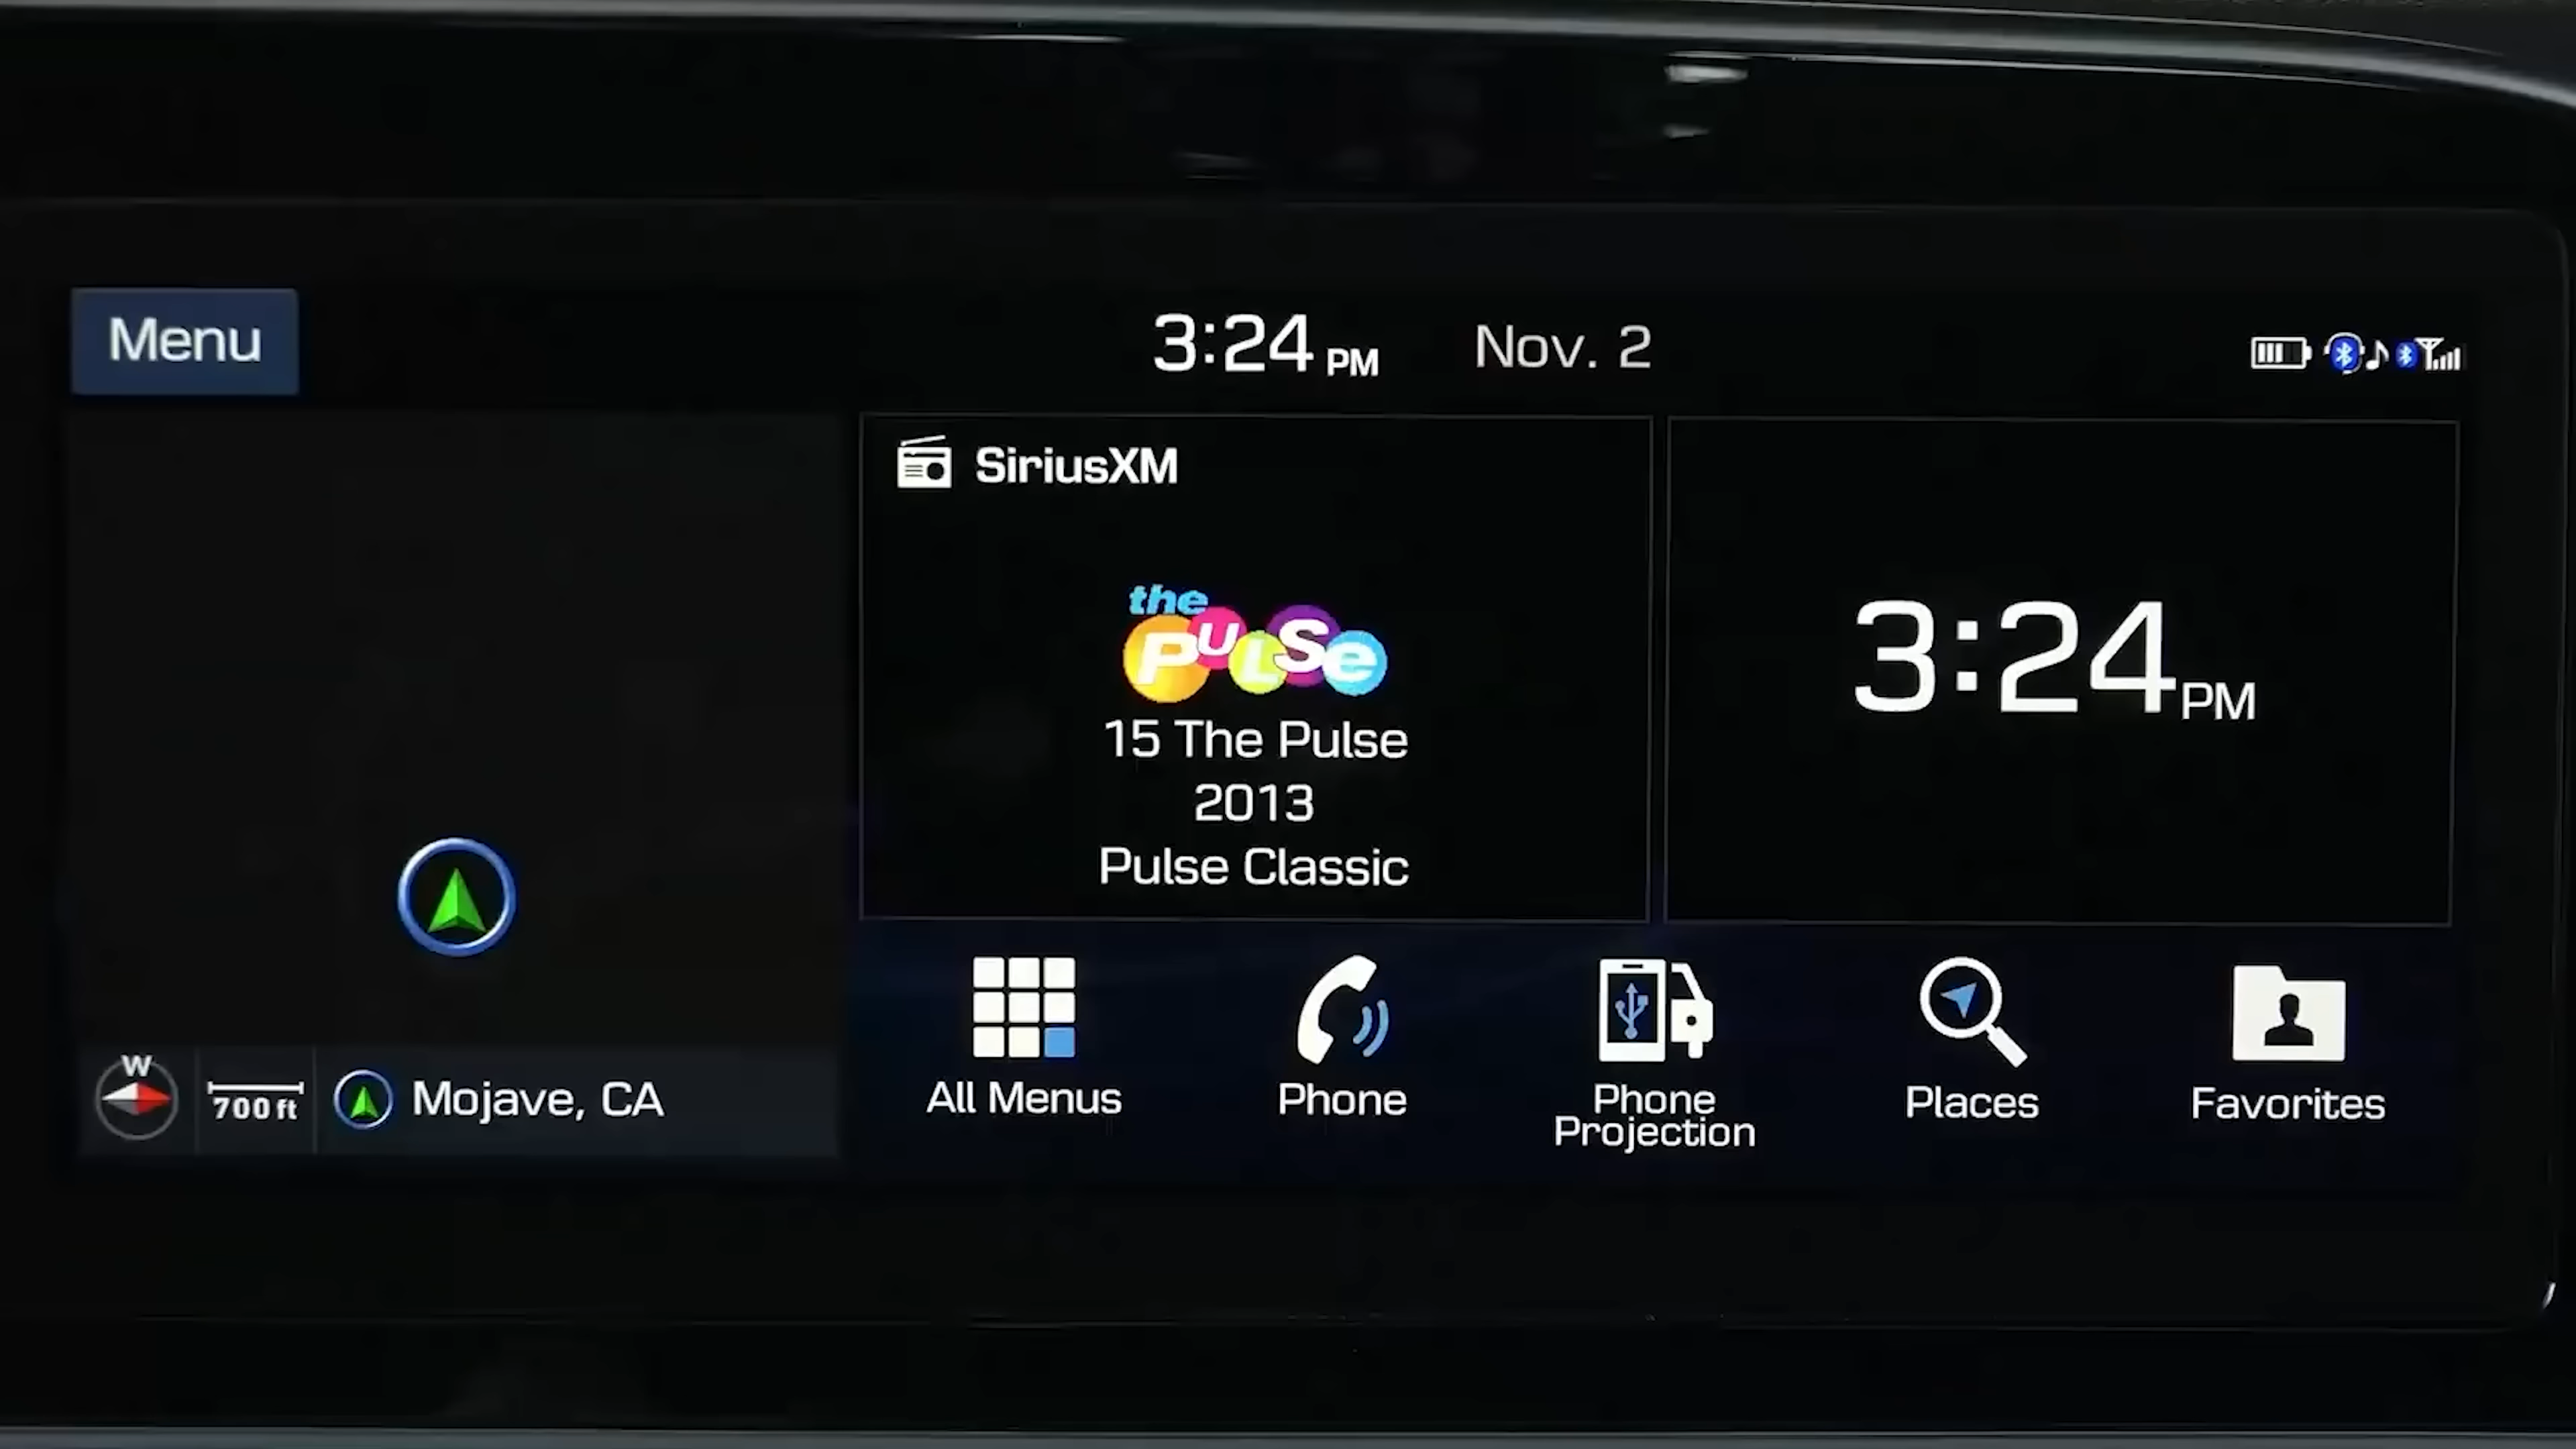 Menu
3:24 PM
Nov. 2
SiriusXM
the
PULSe
15 The Pulse
2013
Pulse Classic
3:24 PM
W
700 ft
Mojave, CA
All Menus
Phone
Phone
Projection
Places
Favorites